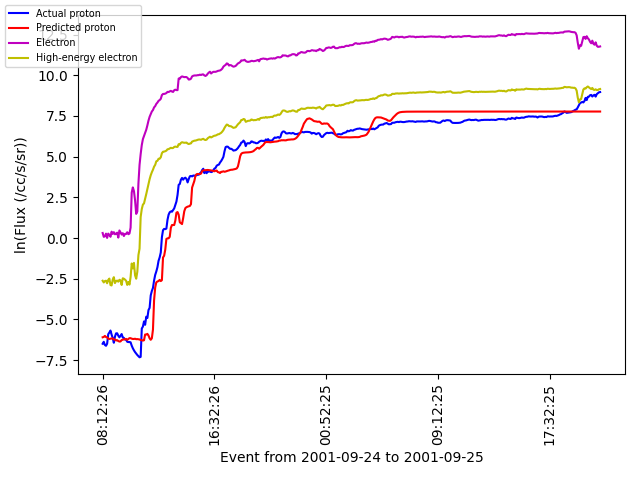 Actual proton
Predicted proton
Electron
High-energy electron
12.5
10.0
7.5
5.0
2.5
0.0
−2.5
−5.0
−7.5
ln(Flux (/cc/s/sr))
08:12:26
16:32:26
00:52:25
09:12:25
17:32:25
Event from 2001-09-24 to 2001-09-25